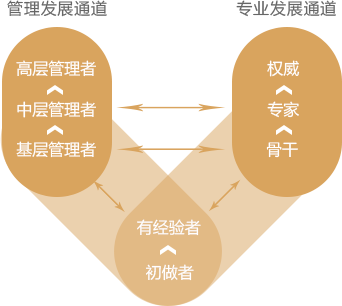 管理发展通道
专业发展通道
高层管理者
中层管理者
基层管理者
权威
专家
骨干
有经验者
初做者